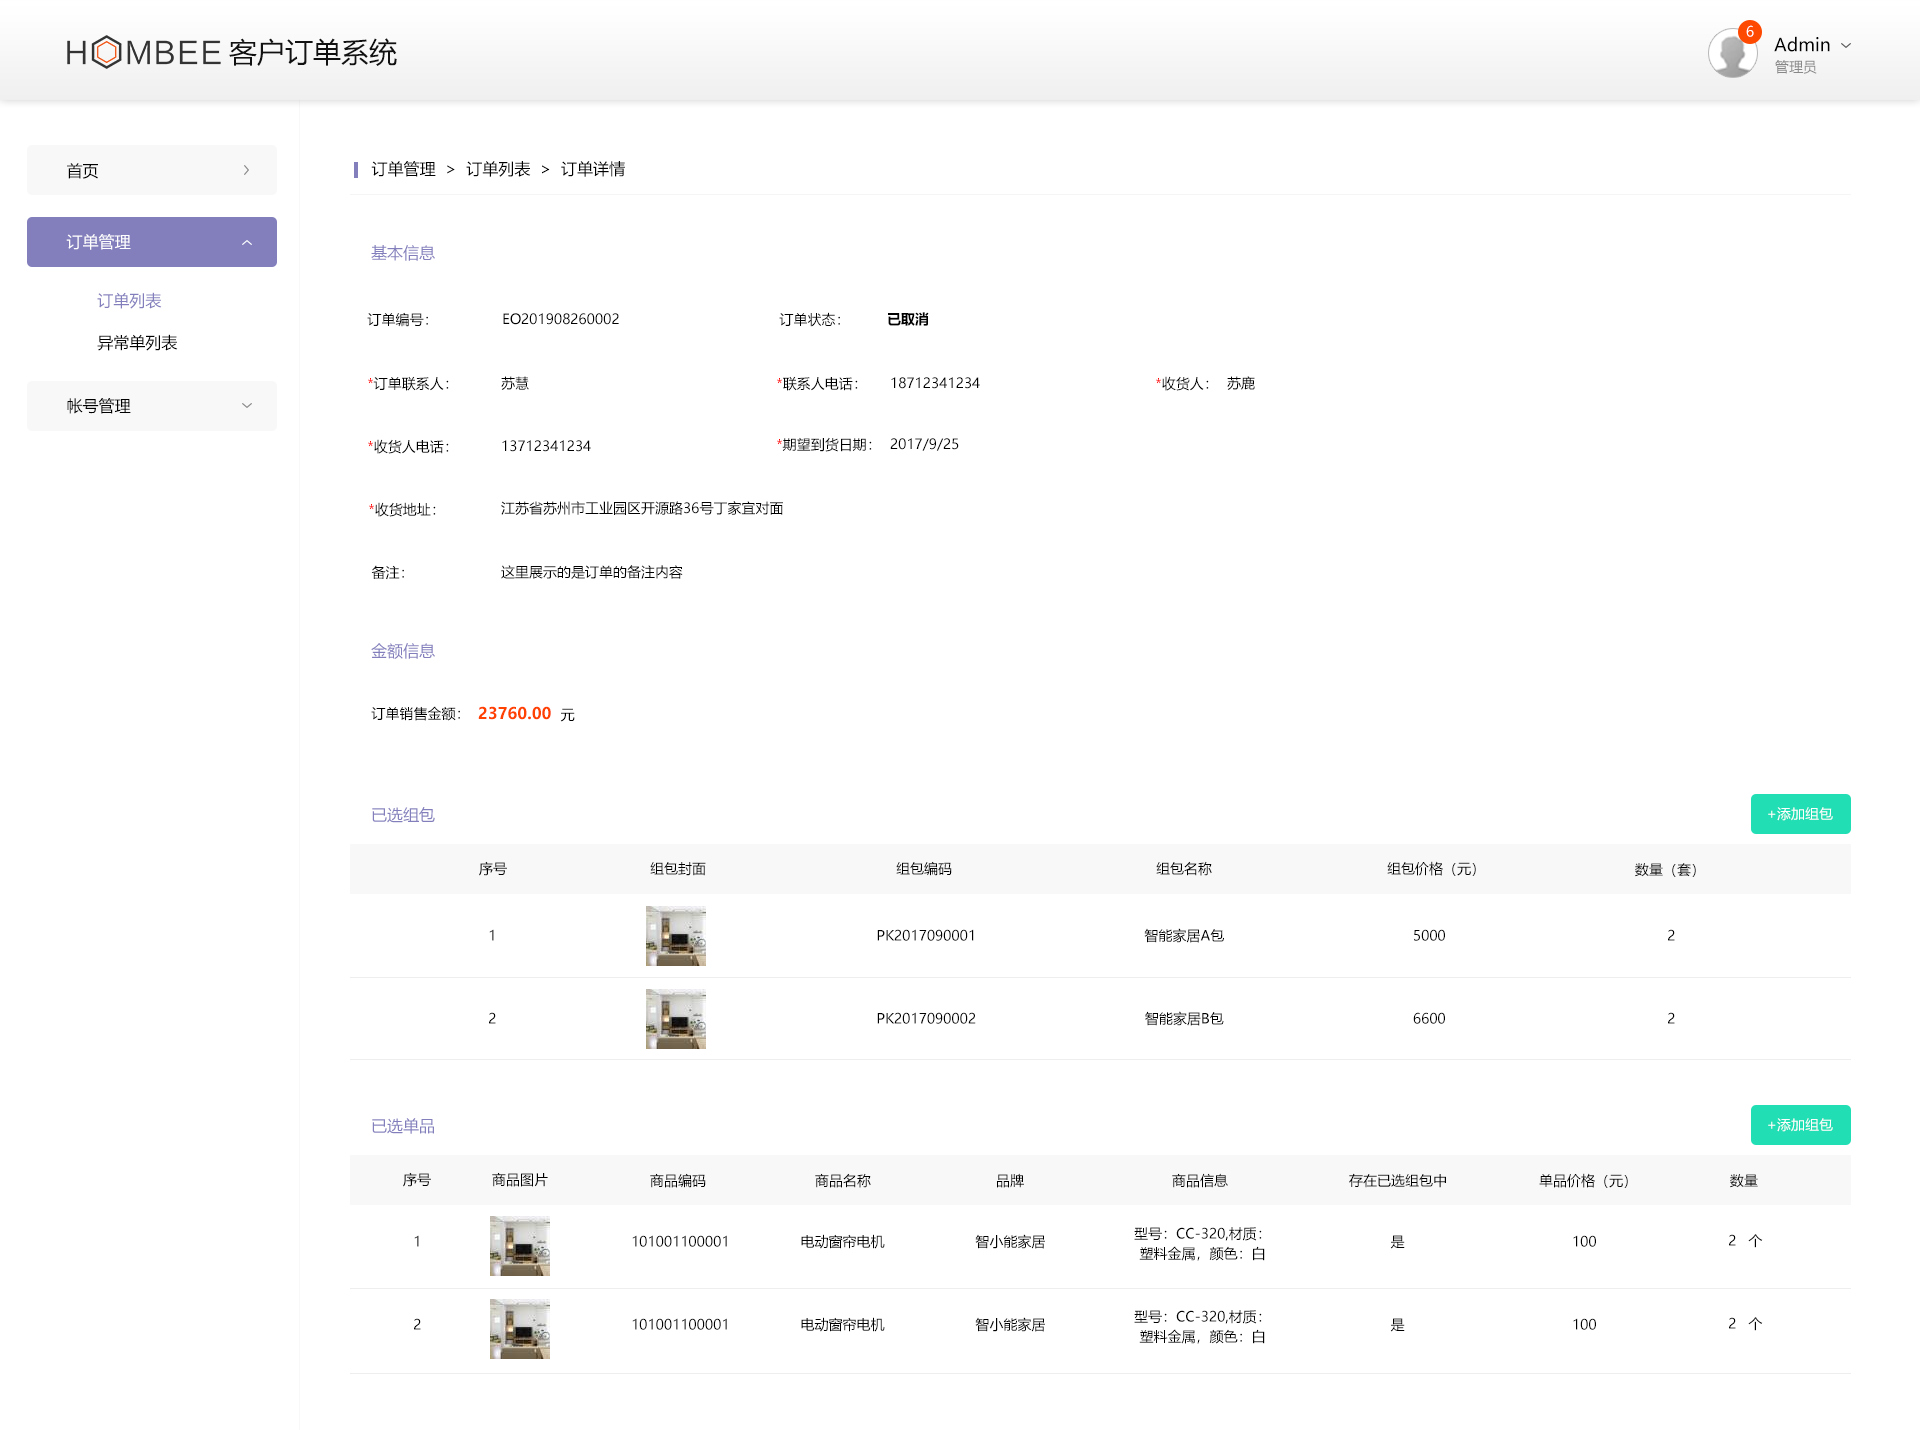 HOMBEE 客户订单系统
6
Admin
管理员
首页
订单管理
订单列表
异常单列表
帐号管理
订单管理 > 订单列表 > 订单详情
基本信息
订单编号： EO201908260002 订单状态： 已取消
*订单联系人： 苏慧 *联系人电话： 18712341234 *收货人： 苏鹿
*收货人电话： 13712341234 *期望到货日期： 2017/9/25
*收货地址： 江苏省苏州市工业园区开源路36号丁家宜对面
备注： 这里展示的是订单的备注内容
金额信息
订单销售金额： 23760.00 元
已选组包 +添加组包
序号 组包封面 组包编码 组包名称 组包价格（元） 数量（套）
1 PK2017090001 智能家居A包 5000 2
2 PK2017090002 智能家居B包 6600 2
已选单品 +添加组包
序号 商品图片 商品编码 商品名称 品牌 商品信息 存在已选组包中 单品价格（元） 数量
1 101001100001 电动窗帘电机 智小能家居 型号：CC-320,材质： 是 100 2 个
塑料金属，颜色：白
2 101001100001 电动窗帘电机 智小能家居 型号：CC-320,材质： 是 100 2 个
塑料金属，颜色：白